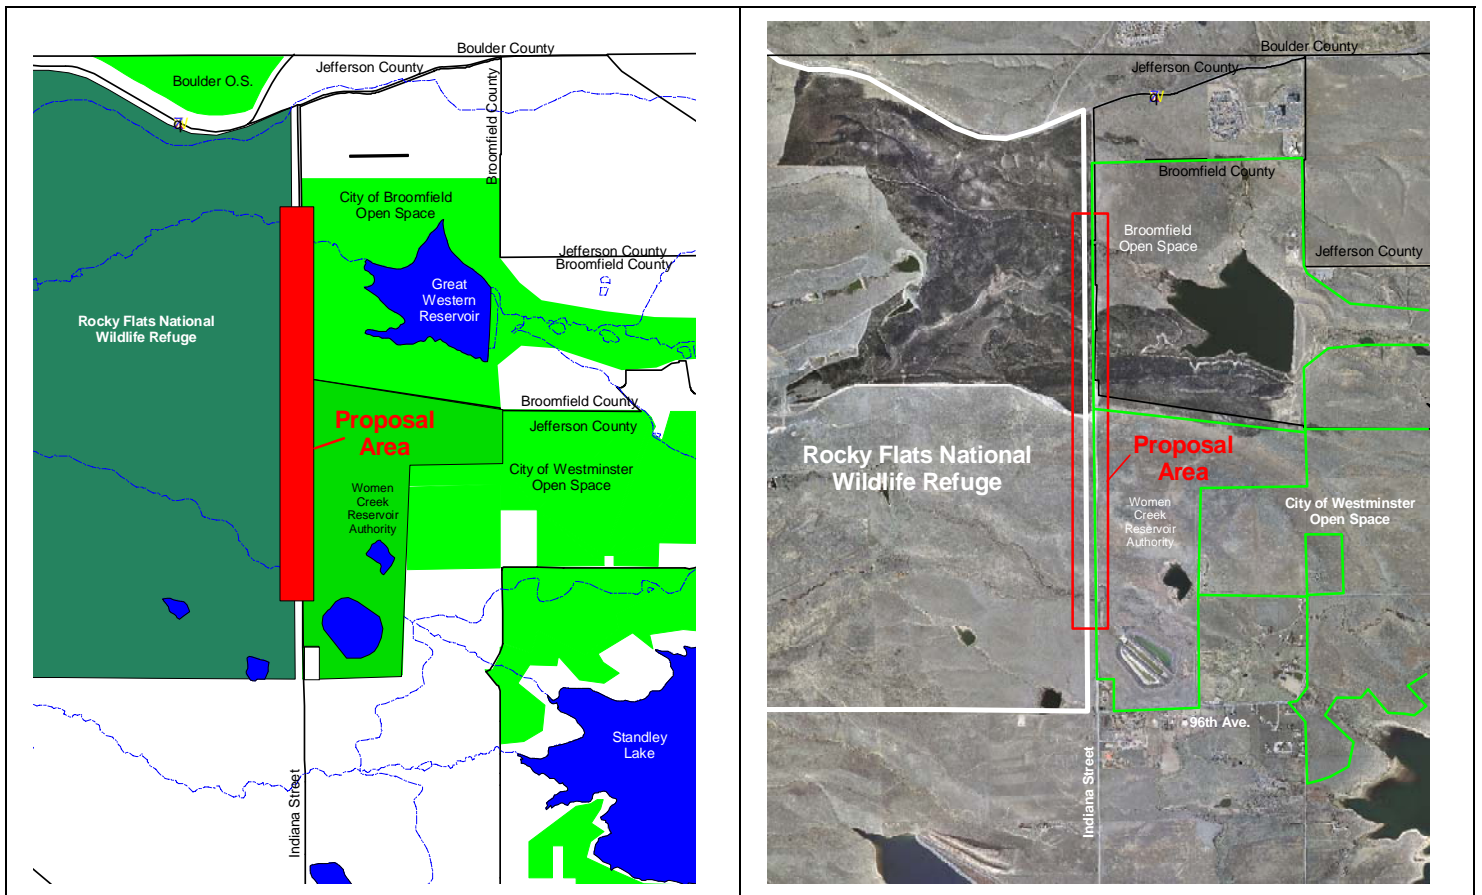 Boulder County
Jefferson County
Boulder O.S.
Broomfield County
City of Broomfield
Open Space
Jefferson County
Broomfield County
Great
Western
Reservoir
Rocky Flats National
Wildlife Refuge
Broomfield County
Jefferson County
Proposal
Area
City of Westminster
Open Space
Women
Creek
Reservoir
Authority
Standley
Lake
Indiana Street
Boulder County
Jefferson County
Broomfield County
Broomfield
Open Space
Jefferson County
Rocky Flats National
Wildlife Refuge
Proposal
Area
Women
Creek
Reservoir
Authority
City of Westminster
Open Space
96th Ave.
Indiana Street